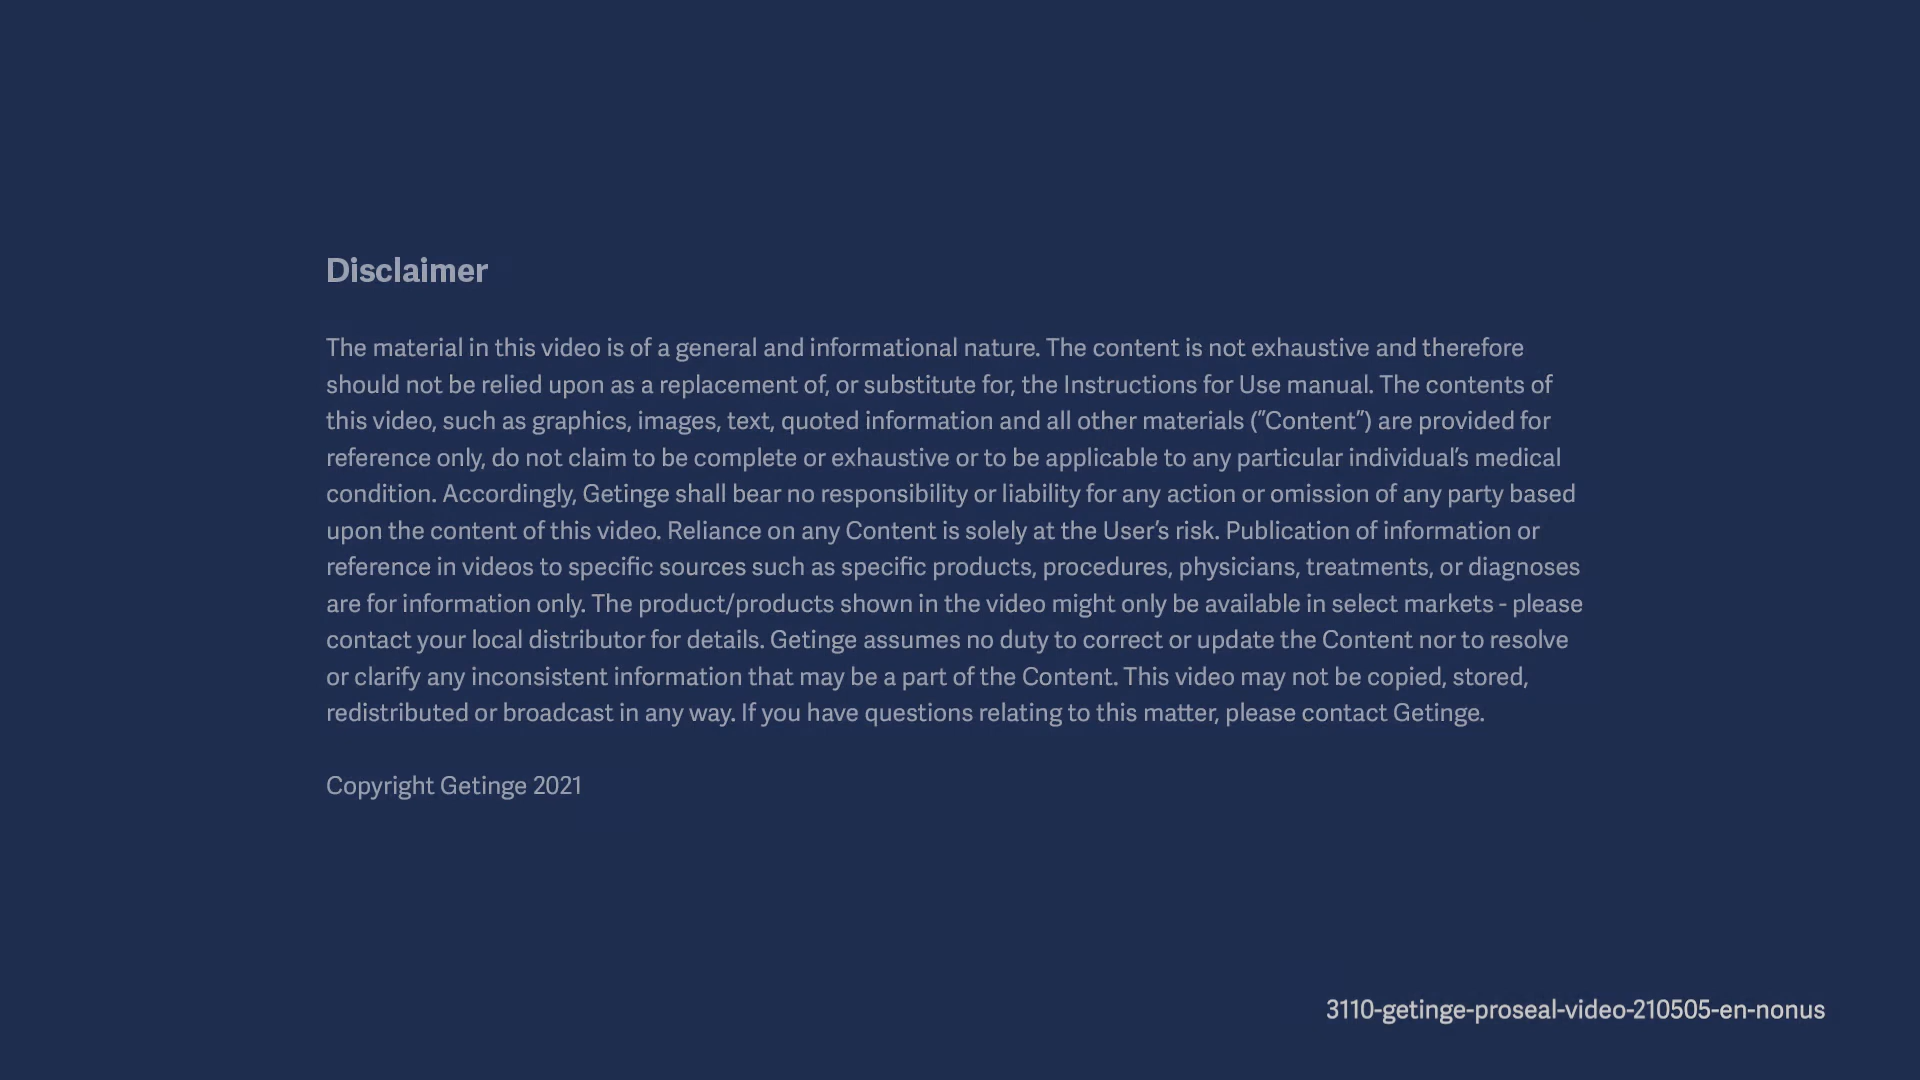 Disclaimer
The material in this video is of a general and informational nature. The content is not exhaustive and therefore
should not be relied upon as a replacement of, or substitute for, the Instructions for Use manual. The contents of
this video, such as graphics, images, text, quoted information and all other materials (”Content”) are provided for
reference only, do not claim to be complete or exhaustive or to be applicable to any particular individual’s medical
condition. Accordingly, Getinge shall bear no responsibility or liability for any action or omission of any party based
upon the content of this video. Reliance on any Content is solely at the User’s risk. Publication of information or
reference in videos to specific sources such as specific products, procedures, physicians, treatments, or diagnoses
are for information only. The product/products shown in the video might only be available in select markets - please
contact your local distributor for details. Getinge assumes no duty to correct or update the Content nor to resolve
or clarify any inconsistent information that may be a part of the Content. This video may not be copied, stored,
redistributed or broadcast in any way. If you have questions relating to this matter, please contact Getinge.
Copyright Getinge 2021
3110-getinge-proseal-video-210505-en-nonus